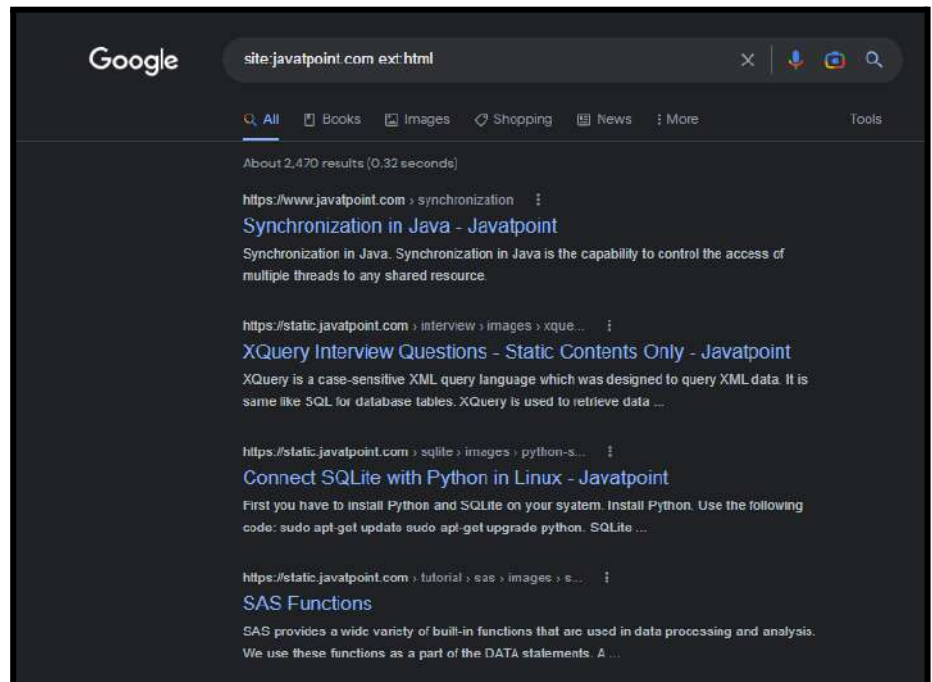 Google
site:javatpoint.com ext:html
All Books Images Shopping News More Tools
About 2,470 results (0.32 seconds)
https://www.javatpoint.com › synchronization
Synchronization in Java - Javatpoint
Synchronization in Java. Synchronization in Java is the capability to control the access of
multiple threads to any shared resource.
https://static.javatpoint.com › interview › images › xque...
XQuery Interview Questions - Static Contents Only - Javatpoint
XQuery is a case-sensitive XML query language which was designed to query XML data. It is
same like SQL for database tables. XQuery is used to retrieve data ...
https://static.javatpoint.com › sqlite › images › python-s...
Connect SQLite with Python in Linux - Javatpoint
First you have to install Python and SQLite on your system. Install Python. Use the following
code: sudo apt-get update sudo apt-get upgrade python. SQLite ...
https://static.javatpoint.com › tutorial › sas › images › s...
SAS Functions
SAS provides a wide variety of built-in functions that are used in data processing and analysis.
We use these functions as a part of the DATA statements. A ...